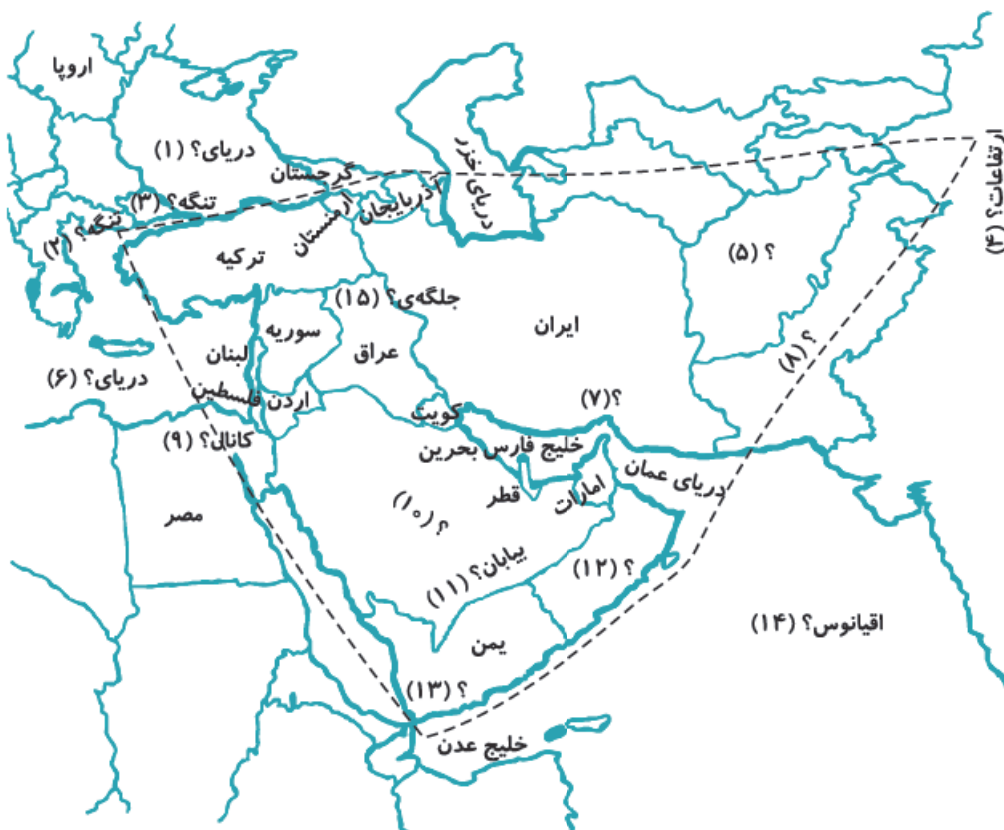 اروپا
دریای؟ (۱)
گرجستان
دریای خزر
ارتفاعات؟ (۴)
تنگه؟ (۳)
تنگه؟ (۲)
ارمنستان
آذربایجان
ترکیه
؟ (۵)
جلگه‌ی؟ (۱۵)
سوریه
عراق
ایران
لبنان
؟ (۸)
دریای؟ (۶)
فلسطین
اردن
؟(۷)
کویت
کانال؟ (۹)
خلیج فارس
بحرین
دریای عمان
قطر
امارات
مصر
؟ (۱۰)
بیابان؟ (۱۱)
؟ (۱۲)
اقیانوس؟ (۱۴)
یمن
؟ (۱۳)
خلیج عدن